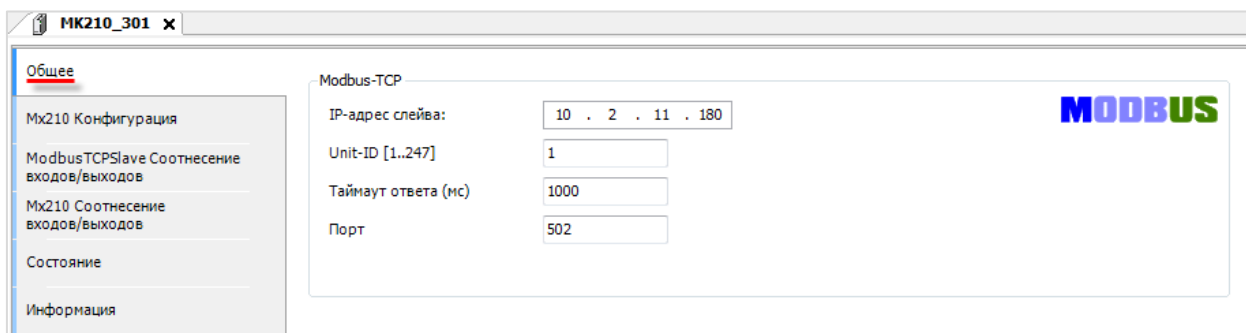 MK210_301 x
Общее
Mx210 Конфигурация
ModbusTCPSlave Соотнесение
входов/выходов
Mx210 Соотнесение
входов/выходов
Состояние
Информация
Modbus-TCP
IP-адрес слейва: 10 . 2 . 11 . 180
Unit-ID [1..247] 1
Таймаут ответа (мс) 1000
Порт 502
MODBUS